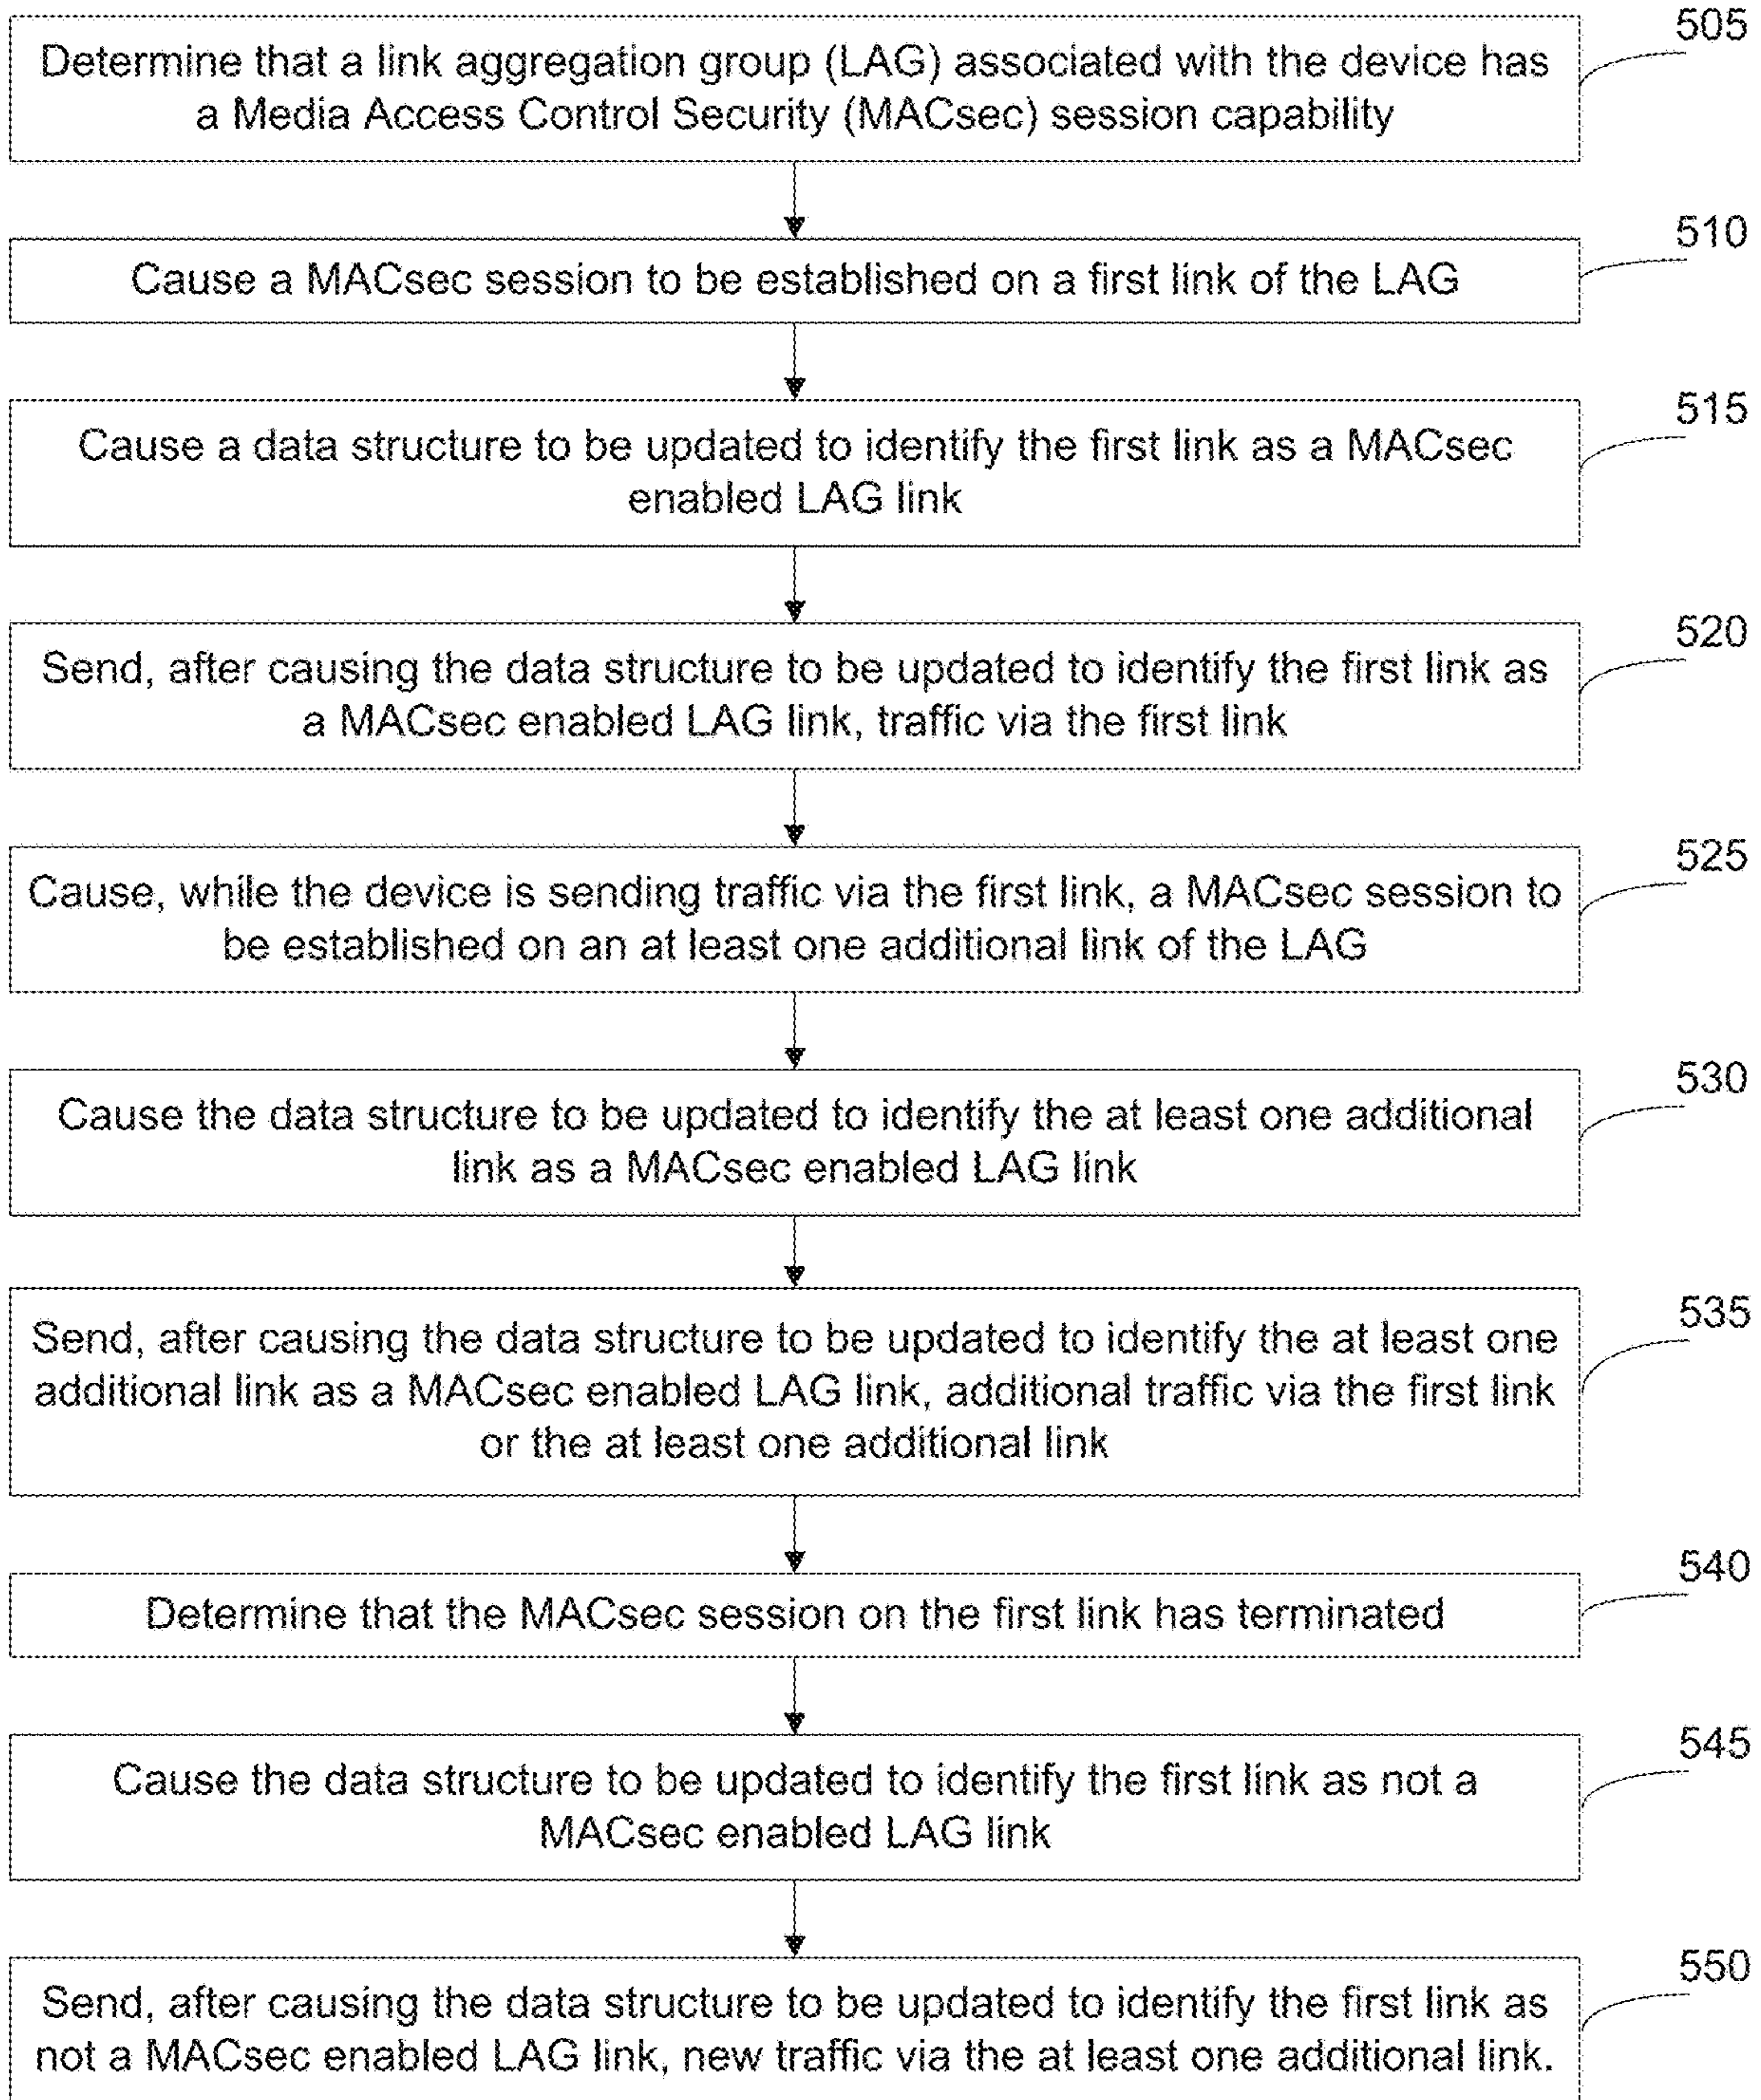 505
Determine that a link aggregation group (LAG) associated with the device has
a Media Access Control Security (MACsec) session capability
510
Cause a MACsec session to be established on a first link of the LAG
515
Cause a data structure to be updated to identify the first link as a MACsec
enabled LAG link
520
Send, after causing the data structure to be updated to identify the first link as
a MACsec enabled LAG link, traffic via the first link
525
Cause, while the device is sending traffic via the first link, a MACsec session to
be established on an at least one additional link of the LAG
530
Cause the data structure to be updated to identify the at least one additional
link as a MACsec enabled LAG link
535
Send, after causing the data structure to be updated to identify the at least one
additional link as a MACsec enabled LAG link, additional traffic via the first link
or the at least one additional link
540
Determine that the MACsec session on the first link has terminated
545
Cause the data structure to be updated to identify the first link as not a
MACsec enabled LAG link
550
Send, after causing the data structure to be updated to identify the first link as
not a MACsec enabled LAG link, new traffic via the at least one additional link.